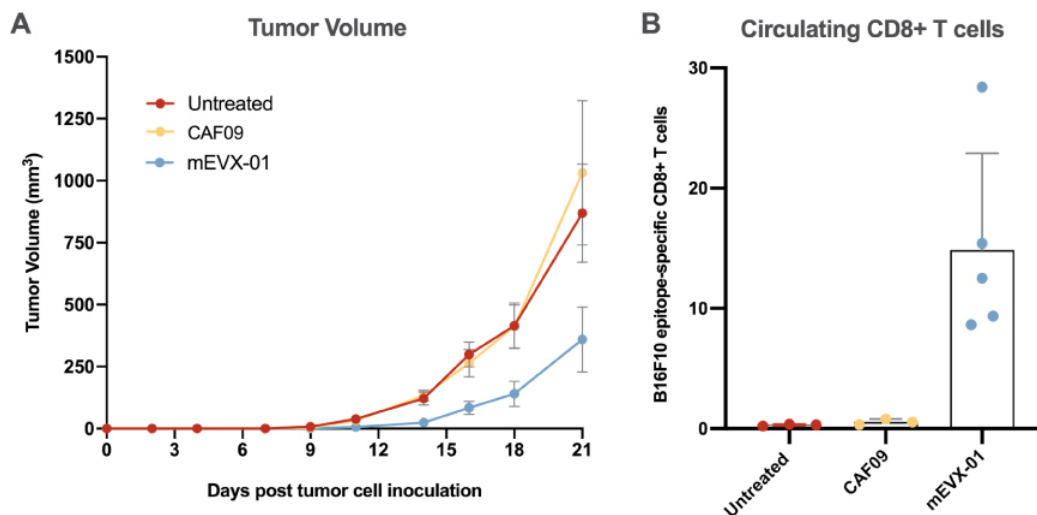 A
Tumor Volume
1500
1250
1000
750
500
250
0
Tumor Volume (mm³)
Untreated
CAF09
mEVX-01
0 3 6 9 12 15 18 21
Days post tumor cell inoculation
B
Circulating CD8+ T cells
30
20
10
0
B16F10 epitope-specific CD8+ T cells
Untreated
CAF09
mEVX-01